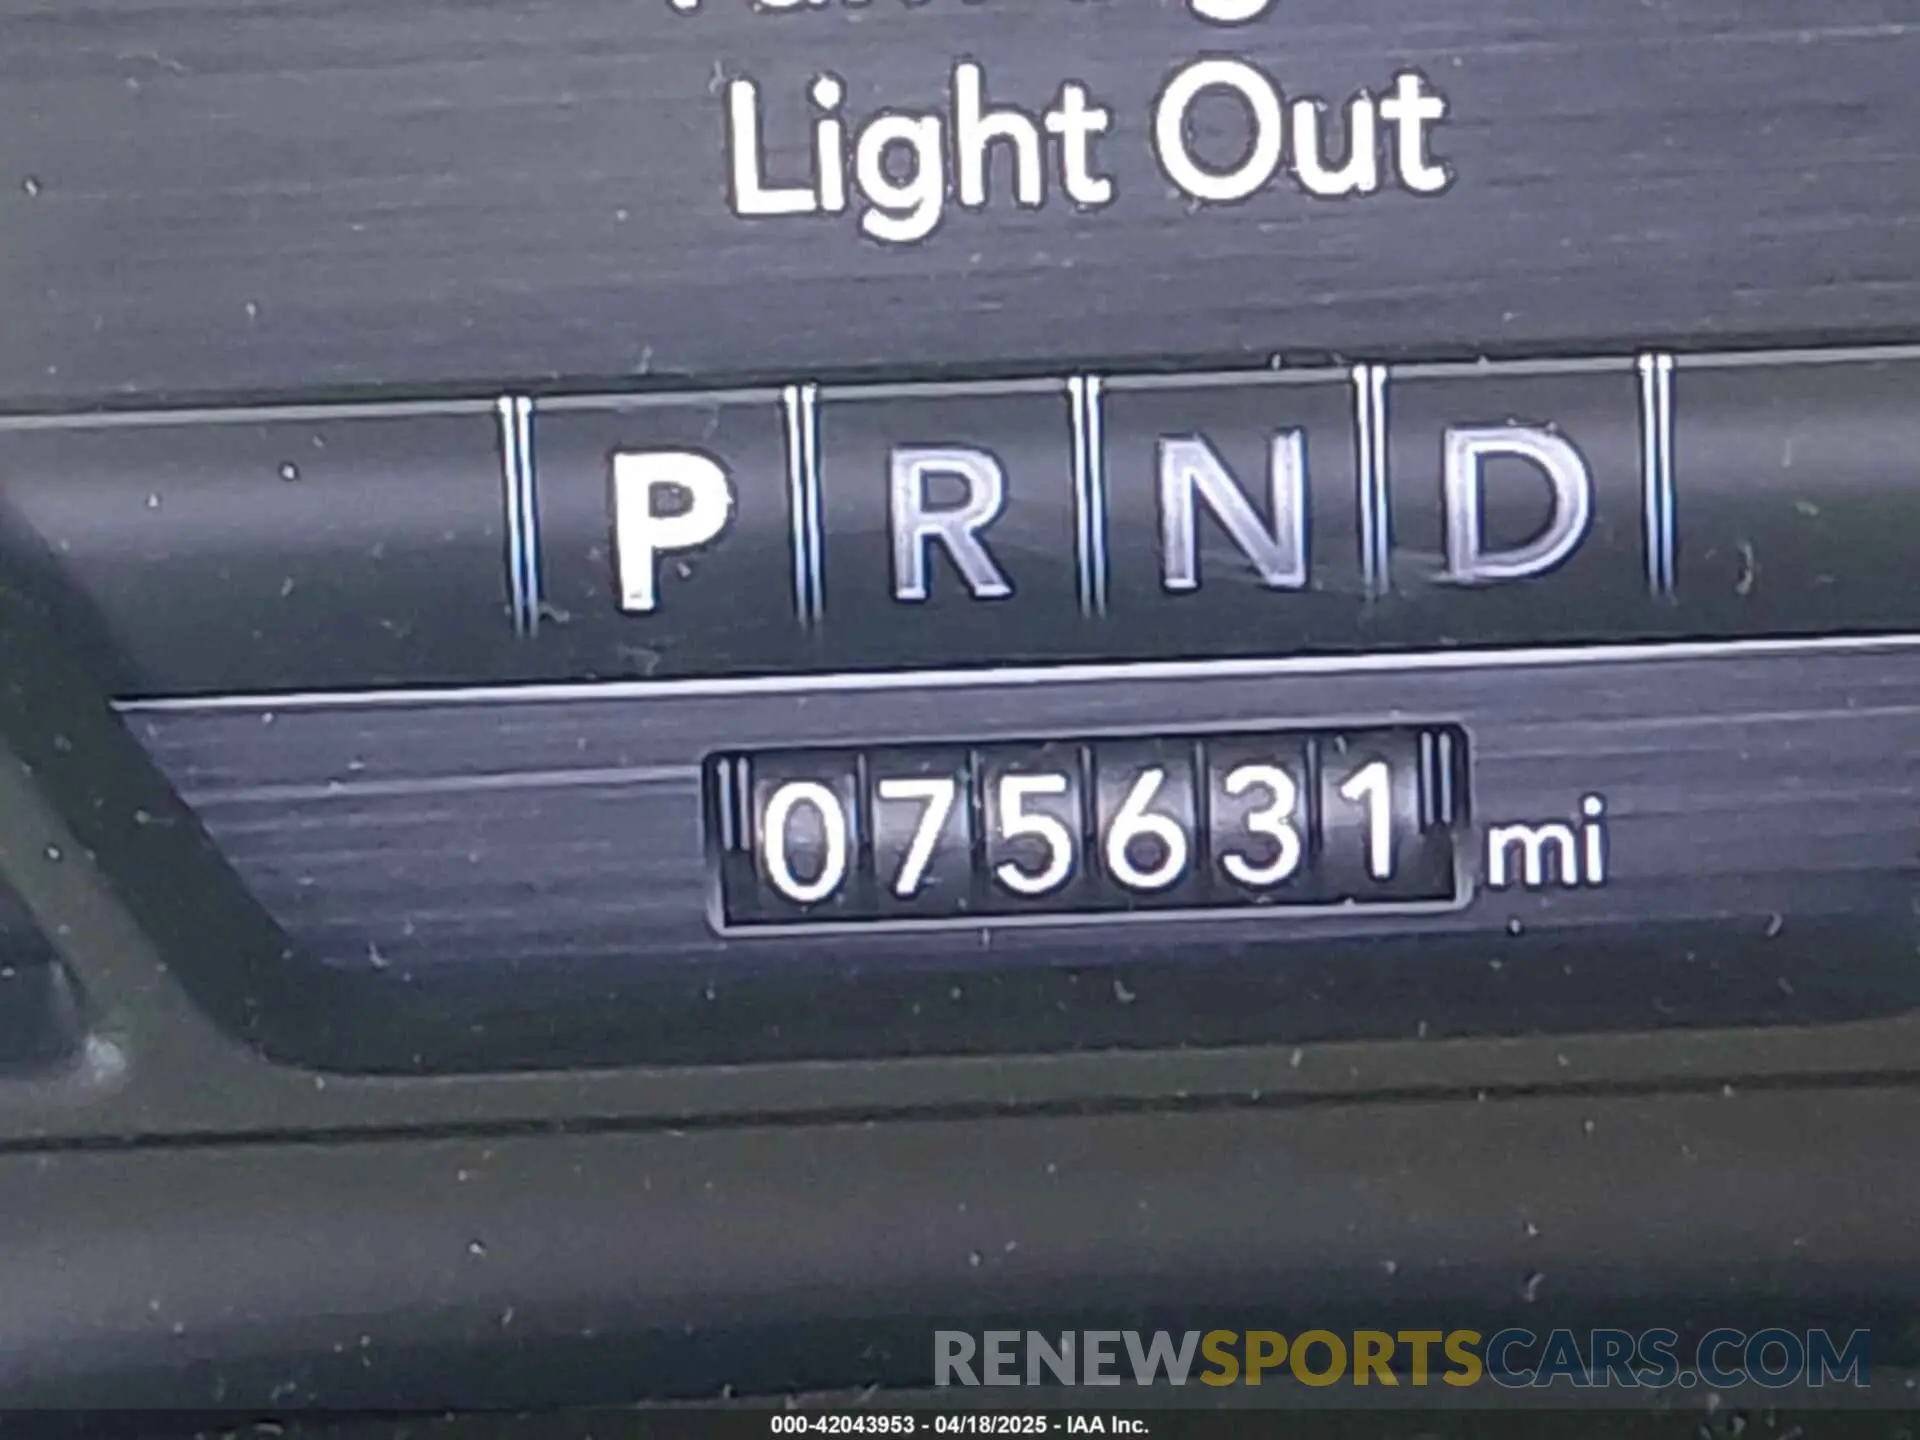 Light Out
P R N D
075631 mi
RENEWSPORTSCARS.COM
000-42043953 - 04/18/2025 - IAA Inc.